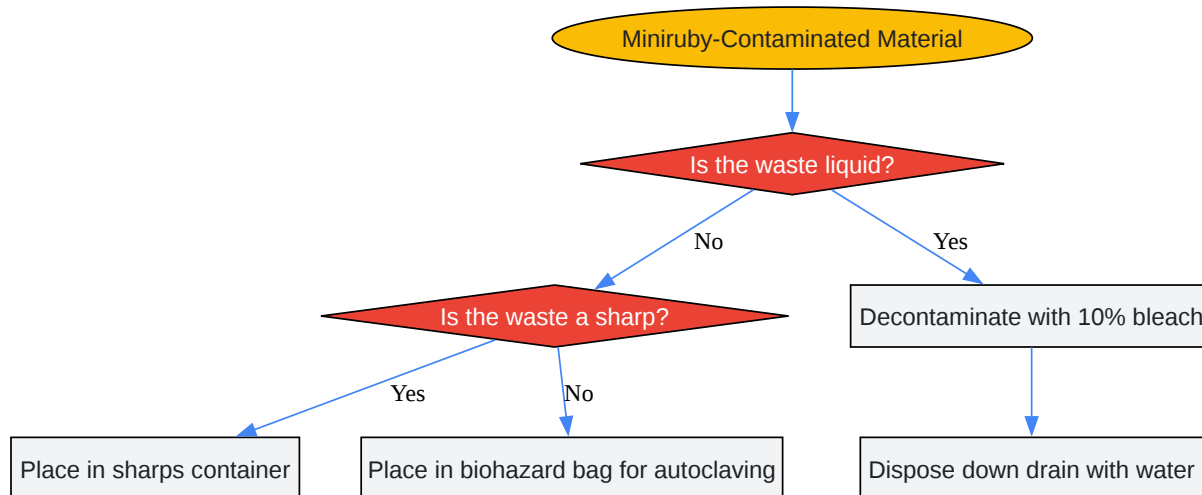 Miniruby-Contaminated Material
Is the waste liquid?
No
Yes
Is the waste a sharp?
Decontaminate with 10% bleach
Yes
No
Place in sharps container
Place in biohazard bag for autoclaving
Dispose down drain with water